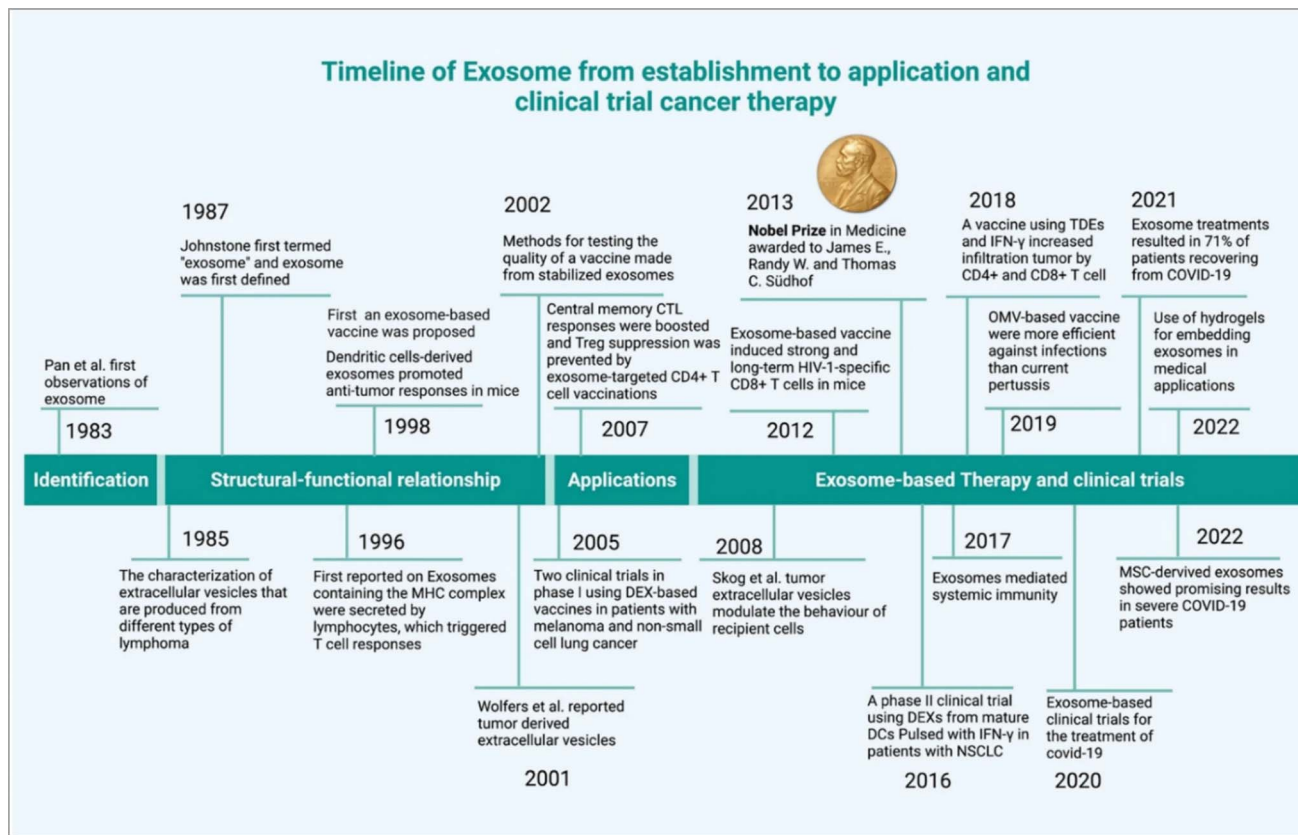 Timeline of Exosome from establishment to application and
clinical trial cancer therapy
1987
Johnstone first termed
"exosome" and exosome
was first defined
2002
Methods for testing the
quality of a vaccine made
from stabilized exosomes
2013
Nobel Prize in Medicine
awarded to James E.,
Randy W. and Thomas
C. Südhof
2018
A vaccine using TDEs
and IFN-γ increased
infiltration tumor by
CD4+ and CD8+ T cell
2021
Exosome treatments
resulted in 71% of
patients recovering
from COVID-19
Pan et al. first
observations of
exosome
1983
First an exosome-based
vaccine was proposed
Dendritic cells-derived
exosomes promoted
anti-tumor responses in mice
1998
Central memory CTL
responses were boosted
and Treg suppression was
prevented by
exosome-targeted CD4+ T
cell vaccinations
2007
Exosome-based vaccine
induced strong and
long-term HIV-1-specific
CD8+ T cells in mice
2012
OMV-based vaccine
were more efficient
against infections
than current
pertussis
2019
Use of hydrogels
for embedding
exosomes in
medical
applications
2022
Identification
Structural-functional relationship
Applications
Exosome-based Therapy and clinical trials
1985
The characterization of
extracellular vesicles that
are produced from
different types of
lymphoma
1996
First reported on Exosomes
containing the MHC complex
were secreted by
lymphocytes, which triggered
T cell responses
2005
Two clinical trials in
phase I using DEX-based
vaccines in patients with
melanoma and non-small
cell lung cancer
2008
Skog et al. tumor
extracellular vesicles
modulate the behaviour of
recipient cells
2017
Exosomes mediated
systemic immunity
2022
MSC-dervived exosomes
showed promising results
in severe COVID-19
patients
Wolfers et al. reported
tumor derived
extracellular vesicles
2001
A phase II clinical trial
using DEXs from mature
DCs Pulsed with IFN-γ in
patients with NSCLC
2016
Exosome-based
clinical trials for
the treatment of
covid-19
2020